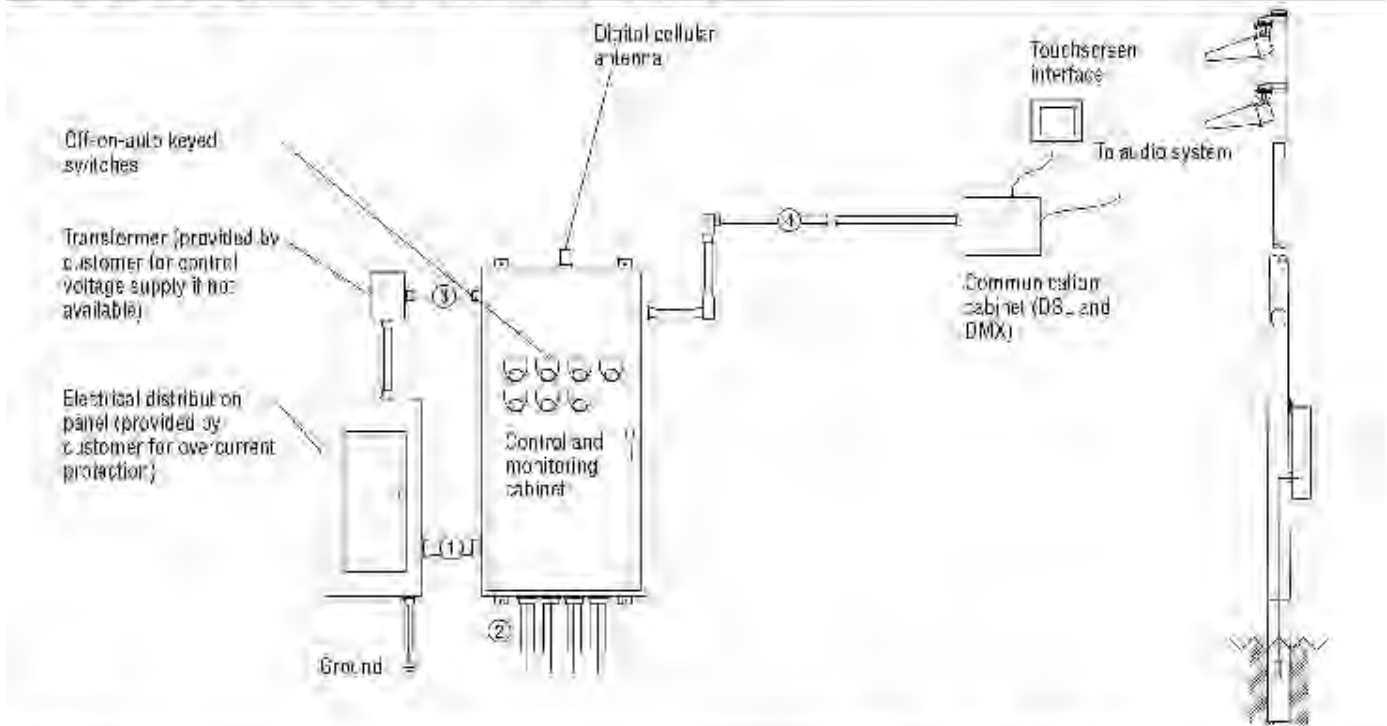 Digital cellular
antenna
Touchscreen
interface
Off-on-auto keyed
switches
To audio system
Transformer (provided by
customer for control
voltage supply if not
available)
3
4
Communication
cabinet (DSL and
DMX)
Electrical distribution
panel (provided by
customer for overcurrent
protection)
Control and
monitoring
cabinet
1
2
Ground